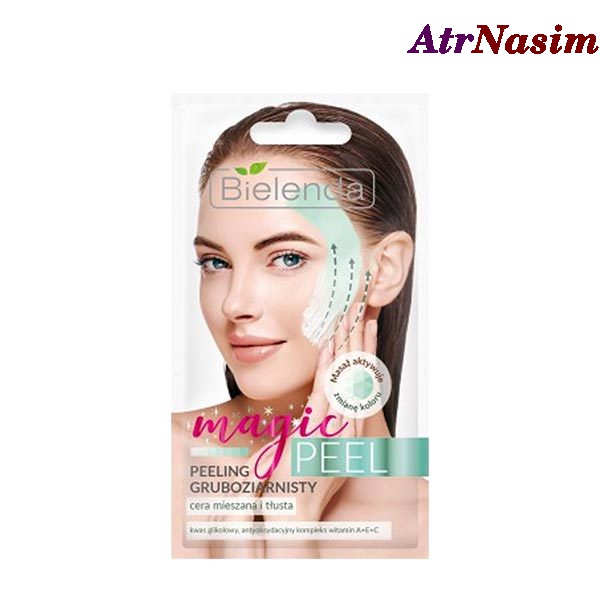 AtrNasim
Bielenda
Masaż aktywuje
zmianę koloru
magic
PEEL
PEELING
GRUBOZIARNISTY
cera mieszana i tłusta
kwas glikolowy, antyoksydacyjny kompleks witamin A+E+C